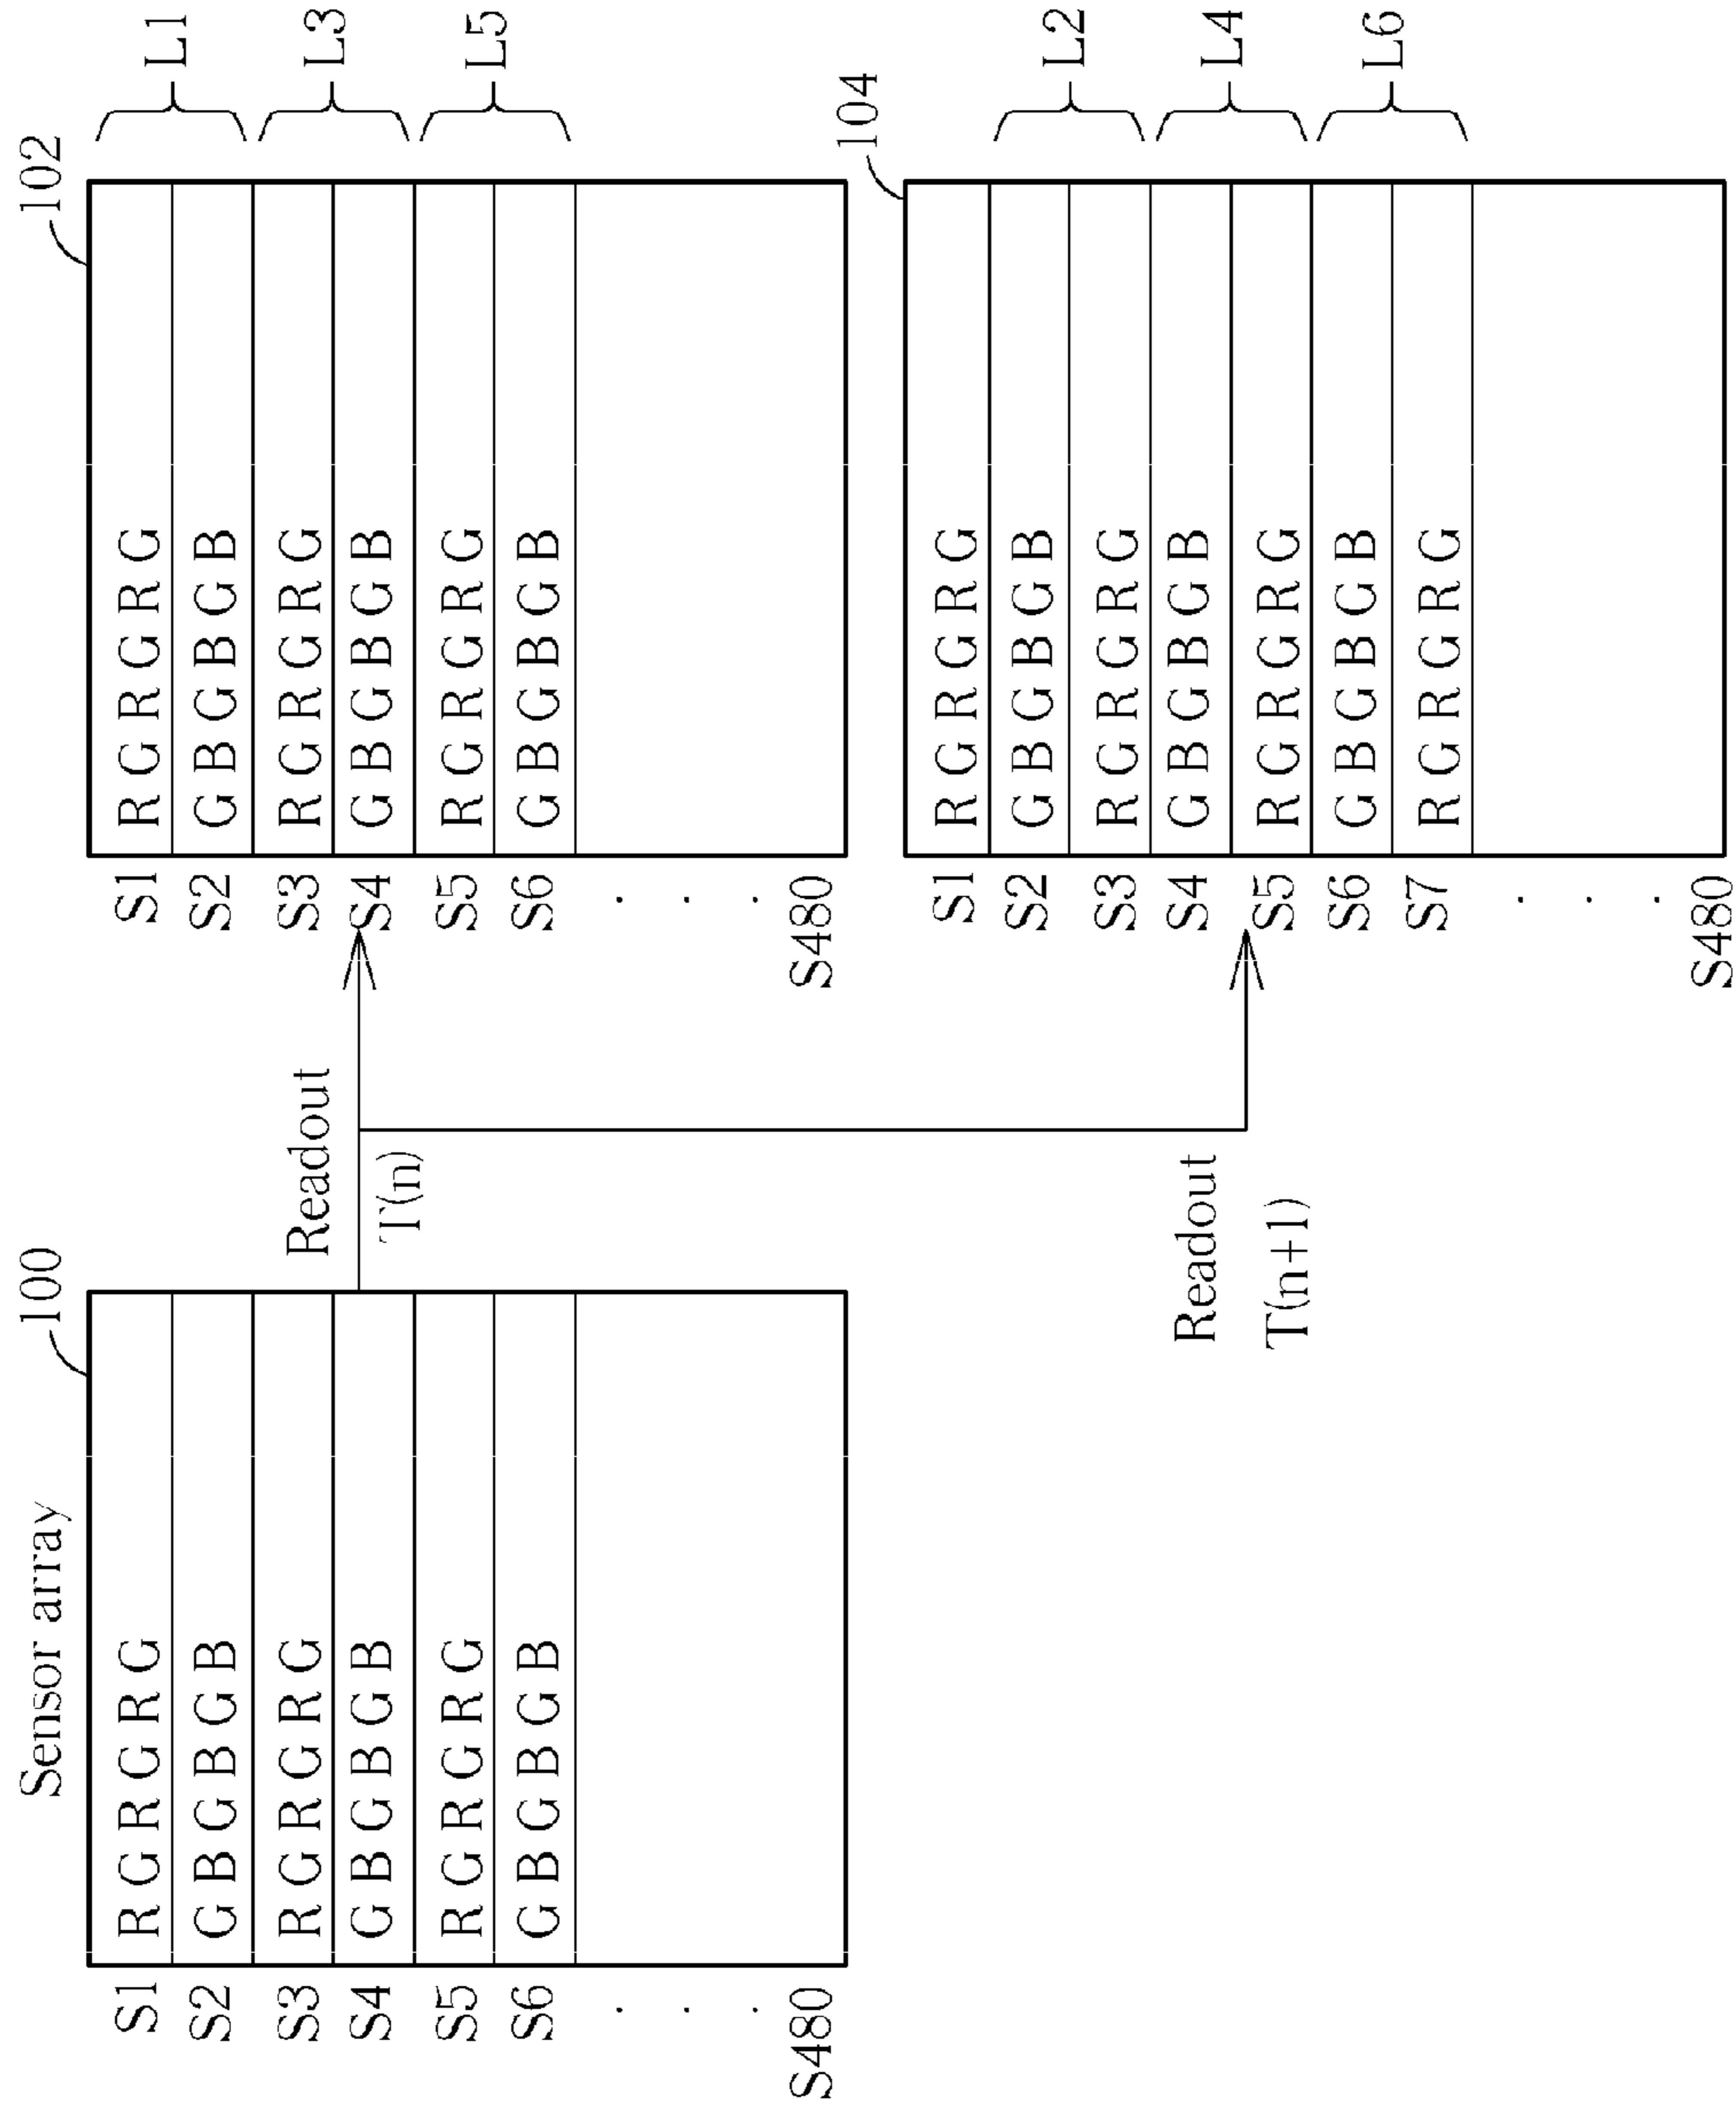 Sensor array
100
S1 R G R G R G R G
S2 G B G B G B G B
S3 R G R G R G R G
S4 G B G B G B G B
S5 R G R G R G R G
S6 G B G B G B G B
.
.
.
S480
Readout
T(n)
Readout
T(n+1)
102
S1 R G R G R G L1
S2 G B G B G B
S3 R G R G R G L3
S4 G B G B G B
S5 R G R G R G L5
S6 G B G B G B
.
.
.
S480
104
S1 R G R G R G
S2 G B G B G B L2
S3 R G R G R G
S4 G B G B G B L4
S5 R G R G R G
S6 G B G B G B L6
S7 R G R G R G
.
.
.
S480